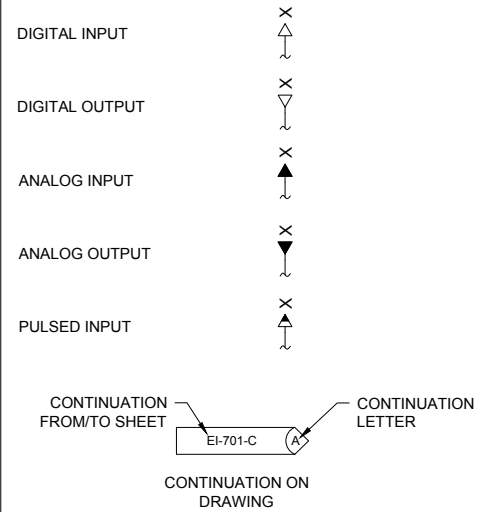 X
DIGITAL INPUT
X
DIGITAL OUTPUT
X
ANALOG INPUT
X
ANALOG OUTPUT
X
PULSED INPUT
CONTINUATION
FROM/TO SHEET
CONTINUATION
LETTER
EI-701-C
A
CONTINUATION ON
DRAWING